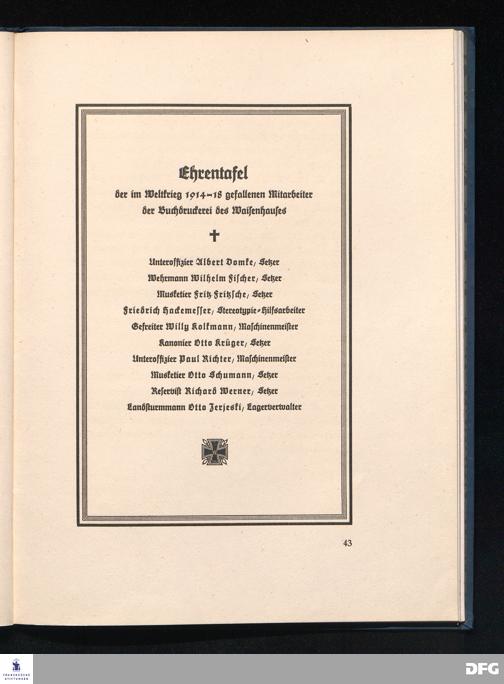 Ehrentafel
der im Weltkrieg 1914-18 gefallenen Mitarbeiter
der Buchdruckerei des Waisenhauses
Unteroffizier Albert Domke, Setzer
Wehrmann Wilhelm Fischer, Setzer
Musketier Fritz Fritzsche, Setzer
Friedrich Hackemesser, Stereotypie-Hilfsarbeiter
Gefreiter Willy Kolkmann, Maschinenmeister
Kanonier Otto Krüger, Setzer
Unteroffizier Paul Richter, Maschinenmeister
Musketier Otto Schumann, Setzer
Reservist Richard Werner, Setzer
Landsturmmann Otto Jerjeski, Lagerverwalter
43
FRANCKESCHE
STIFTUNGEN
DFG